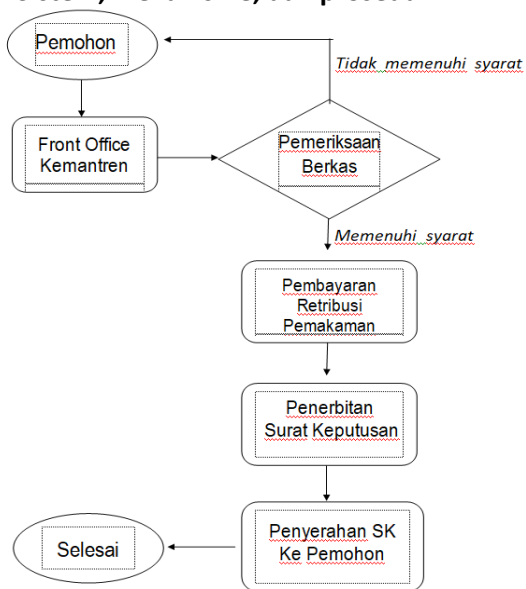 Pemohon
Tidak memenuhi syarat
Front Office
Kemantren
Pemeriksaan
Berkas
Memenuhi syarat
Pembayaran
Retribusi
Pemakaman
Penerbitan
Surat Keputusan
Penyerahan SK
Ke Pemohon
Selesai